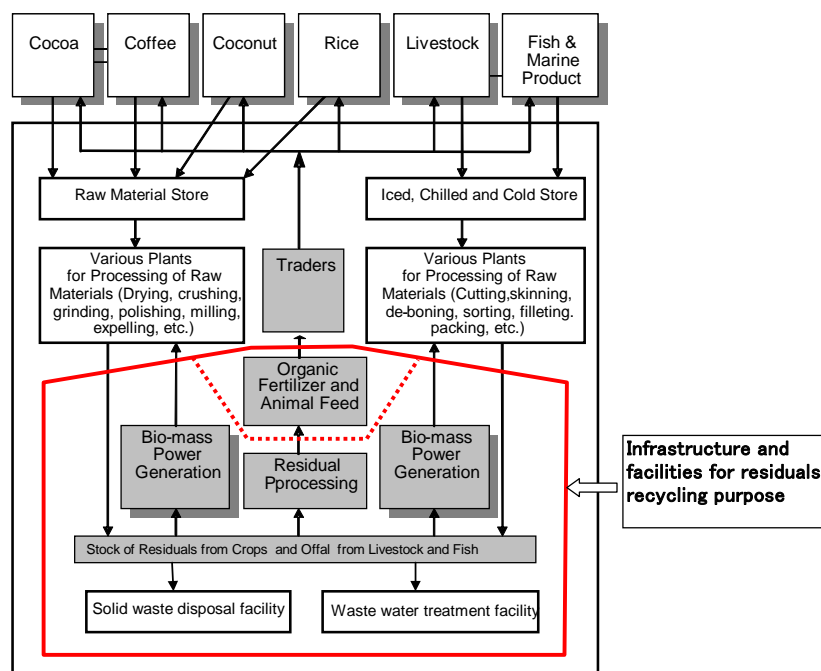 Cocoa
Coffee
Coconut
Rice
Livestock
Fish &
Marine
Product
Raw Material Store
Iced, Chilled and Cold Store
Various Plants
for Processing of Raw
Materials (Drying, crushing,
grinding, polishing, milling,
expelling, etc.)
Traders
Various Plants
for Processing of Raw
Materials (Cutting,skinning,
de-boning, sorting, filleting.
packing, etc.)
Organic
Fertilizer and
Animal Feed
Bio-mass
Power
Generation
Residual
Pprocessing
Bio-mass
Power
Generation
Infrastructure and
facilities for residuals
recycling purpose
Stock of Residuals from Crops and Offal from Livestock and Fish
Solid waste disposal facility
Waste water treatment facility